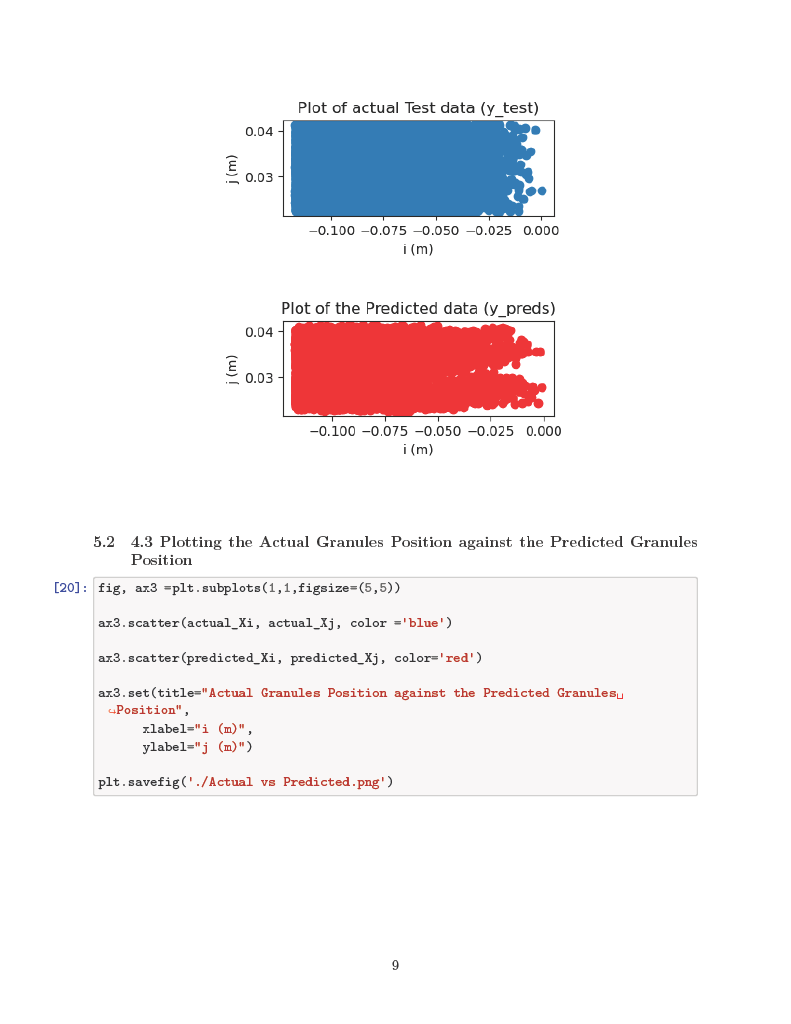 Plot of actual Test data (y_test)
0.04
0.03
j (m)
−0.100 −0.075 −0.050 −0.025 0.000
i (m)
Plot of the Predicted data (y_preds)
0.04
0.03
j (m)
−0.100 −0.075 −0.050 −0.025 0.000
i (m)
5.2 4.3 Plotting the Actual Granules Position against the Predicted Granules
Position
[20]: fig, ax3 =plt.subplots(1,1,figsize=(5,5))
ax3.scatter(actual_Xi, actual_Xj, color ='blue')
ax3.scatter(predicted_Xi, predicted_Xj, color='red')
ax3.set(title="Actual Granules Position against the Predicted Granules␣
↪Position",
xlabel="i (m)",
ylabel="j (m)")
plt.savefig('./Actual vs Predicted.png')
9